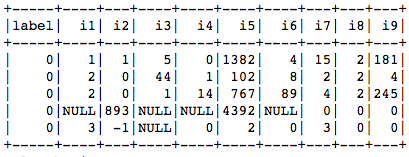 +-----+----+---+----+----+----+----+---+---+---+
|label|  i1| i2|  i3|  i4|  i5|  i6| i7| i8| i9|
+-----+----+---+----+----+----+----+---+---+---+
|    0|   1|  1|   5|   0|1382|   4| 15|  2|181|
|    0|   2|  0|  44|   1| 102|   8|  2|  2|  4|
|    0|   2|  0|   1|  14| 767|  89|  4|  2|245|
|    0|NULL|893|NULL|NULL|4392|NULL|  0|  0|  0|
|    0|   3| -1|NULL|   0|   2|   0|  3|  0|  0|
+-----+----+---+----+----+----+----+---+---+---+